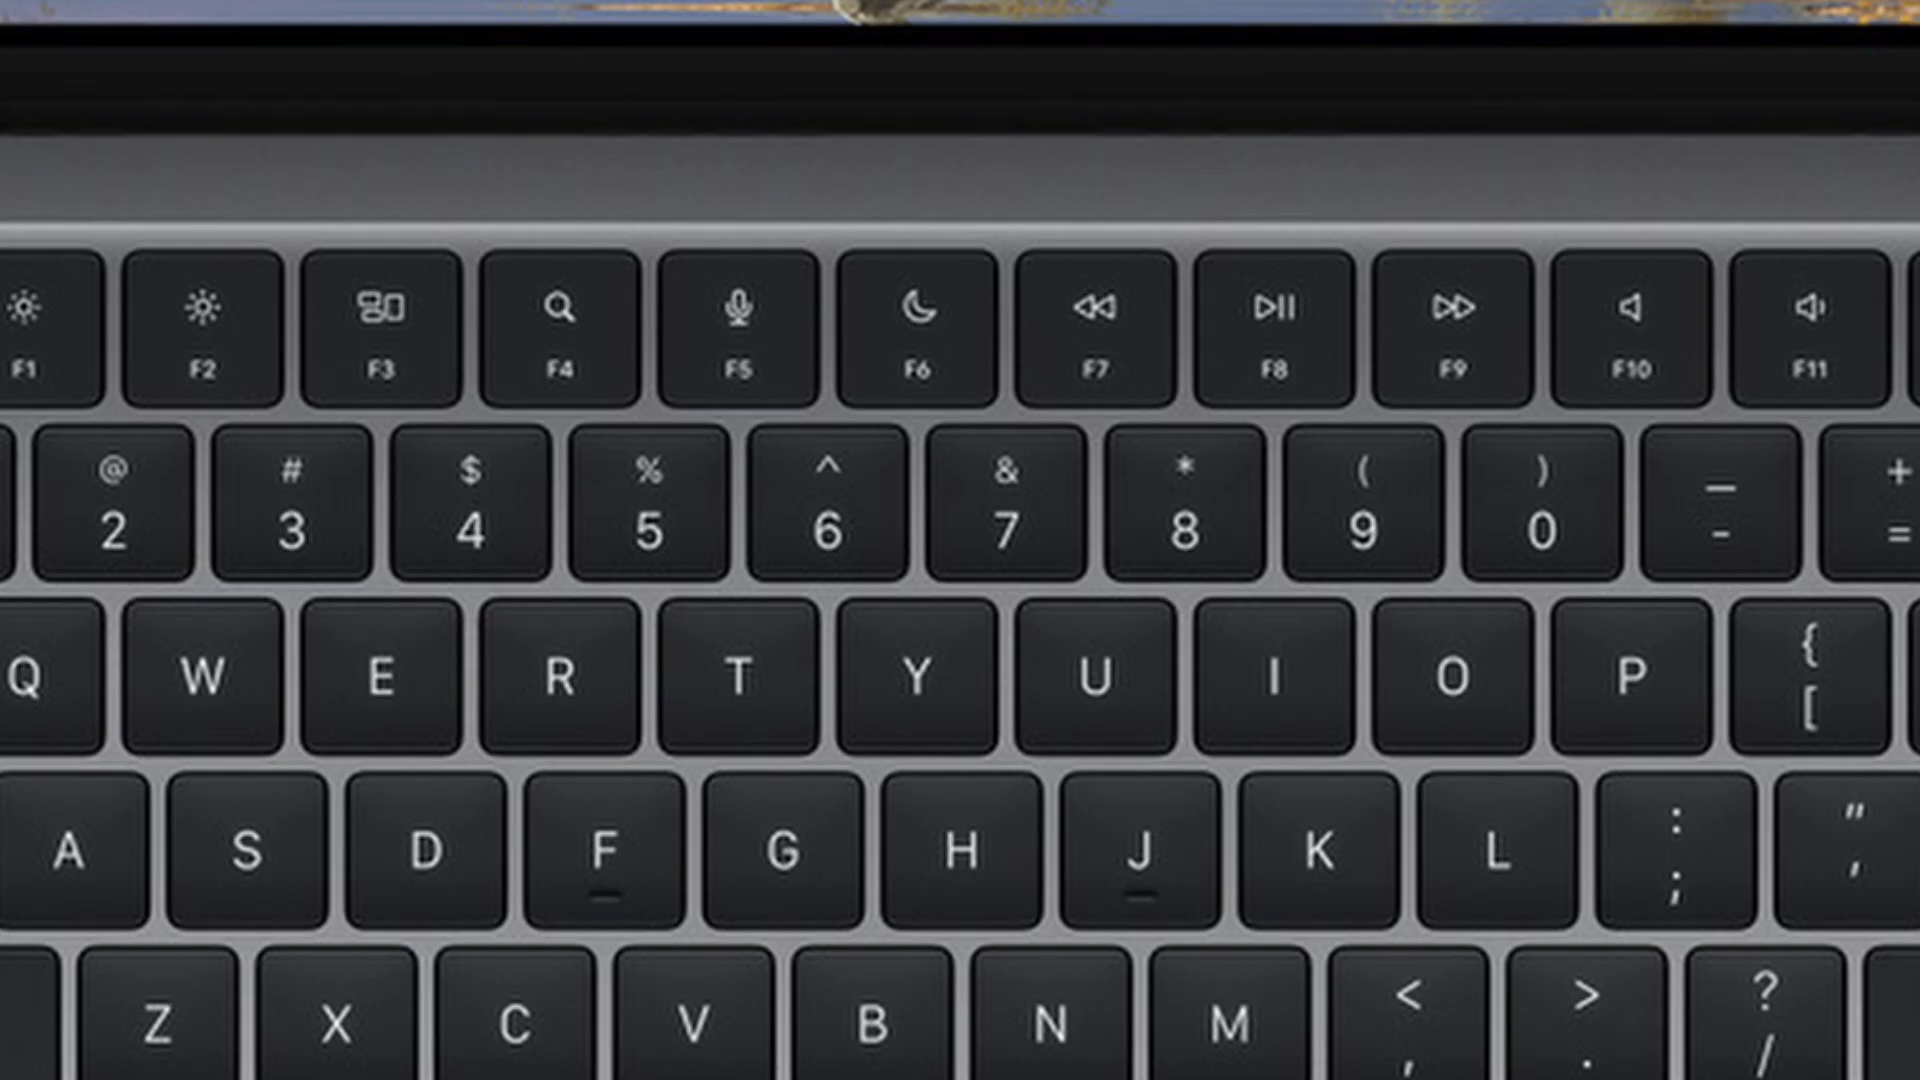 F1 F2 F3 F4 F5 F6 F7 F8 F9 F10 F11
@ # $ % ^ & * ( ) _ +
2 3 4 5 6 7 8 9 0 - =
Q W E R T Y U I O P {
[
A S D F G H J K L : "
; '
Z X C V B N M < > ?
, . /